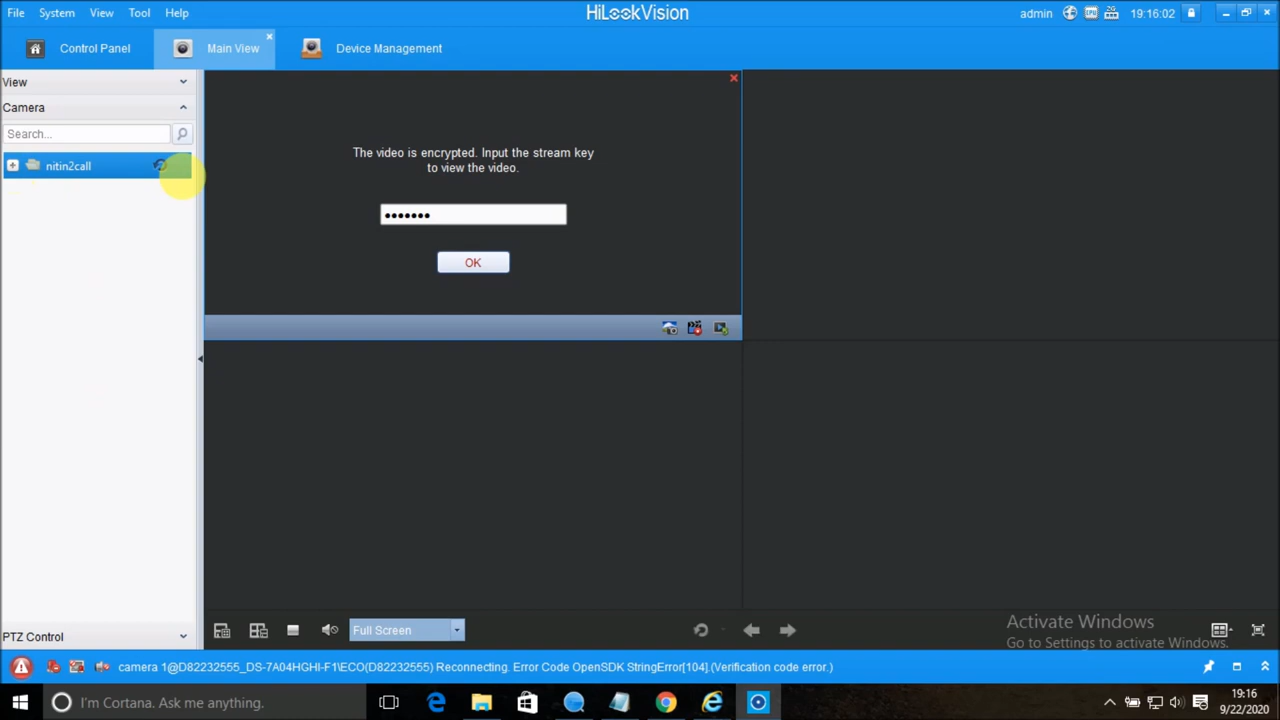 File System View Tool Help
HiLookVision
admin 19:16:02
Control Panel
Main View
Device Management
View
Camera
Search...
nitin2call
The video is encrypted. Input the stream key
to view the video.
•••••••
OK
Full Screen
PTZ Control
Activate Windows
Go to Settings to activate Windows.
camera 1@D82232555_DS-7A04HGHI-F1\ECO(D82232555) Reconnecting. Error Code OpenSDK StringError[104].(Verification code error.)
I'm Cortana. Ask me anything.
19:16
9/22/2020